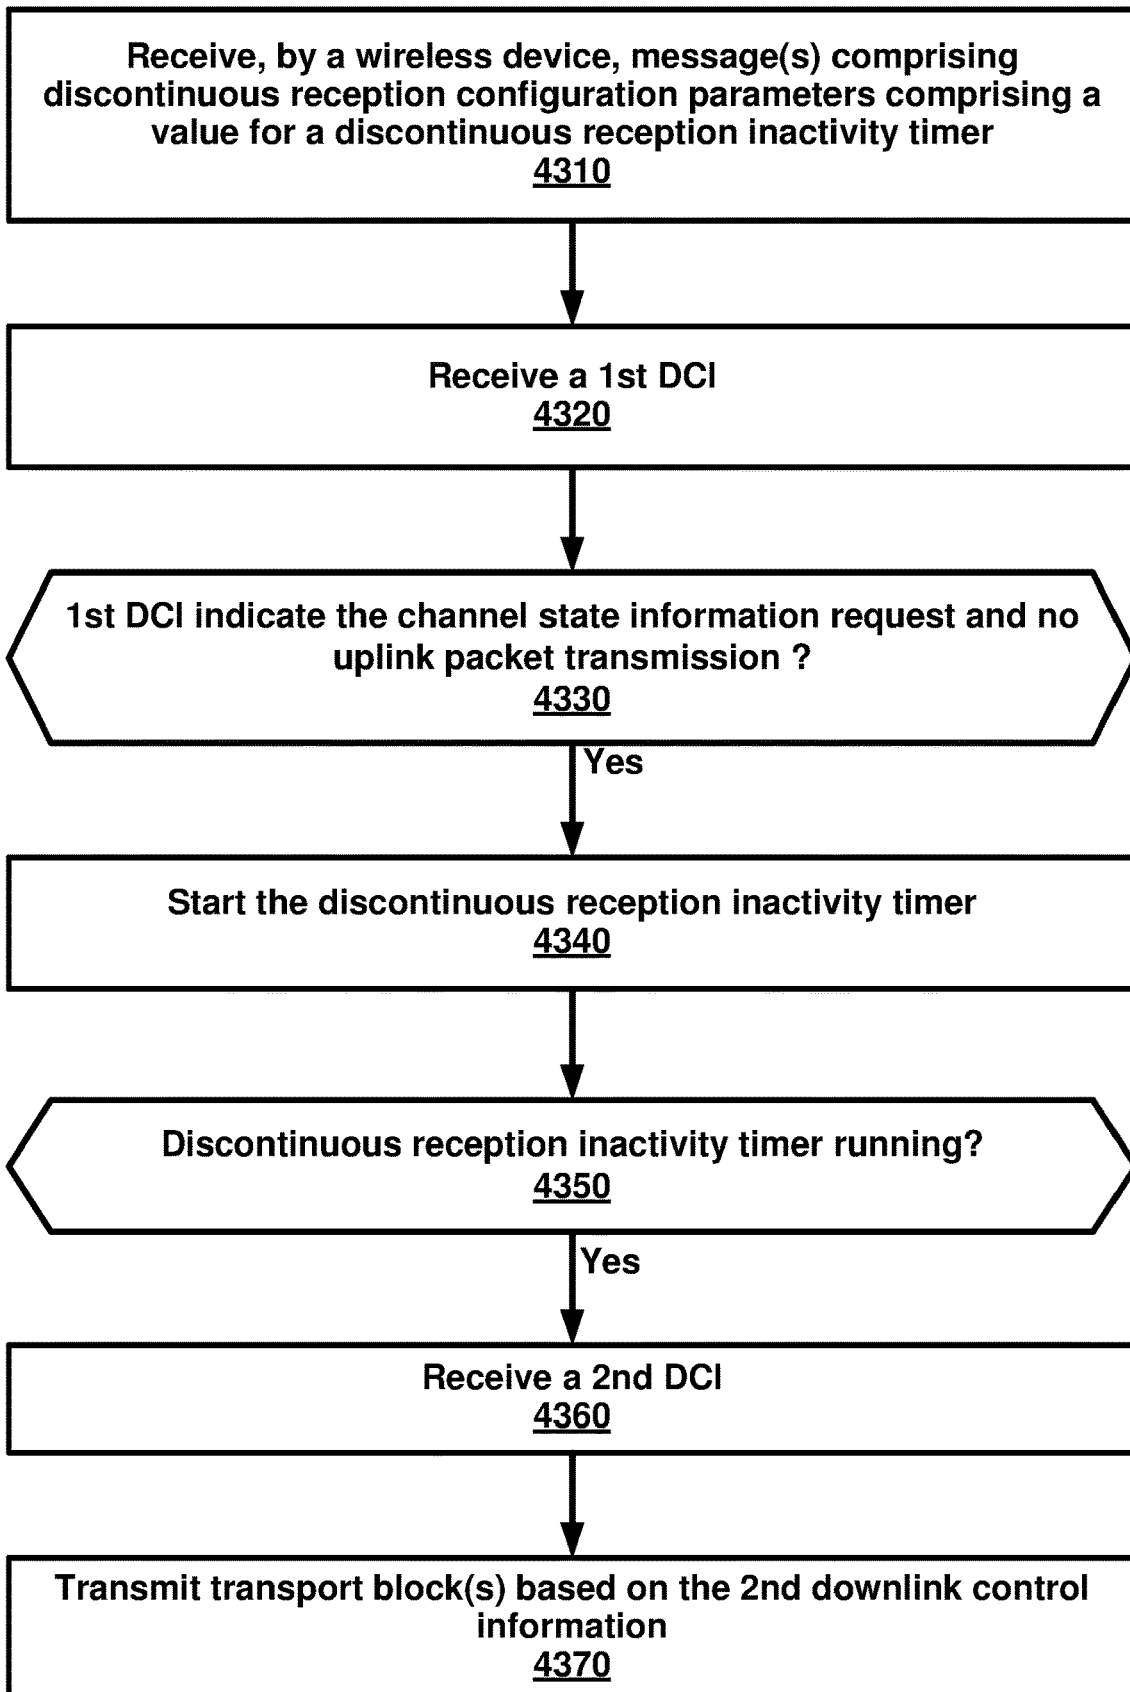 Receive, by a wireless device, message(s) comprising
discontinuous reception configuration parameters comprising a
value for a discontinuous reception inactivity timer
4310
Receive a 1st DCI
4320
1st DCI indicate the channel state information request and no
uplink packet transmission ?
4330
Yes
Start the discontinuous reception inactivity timer
4340
Discontinuous reception inactivity timer running?
4350
Yes
Receive a 2nd DCI
4360
Transmit transport block(s) based on the 2nd downlink control
information
4370